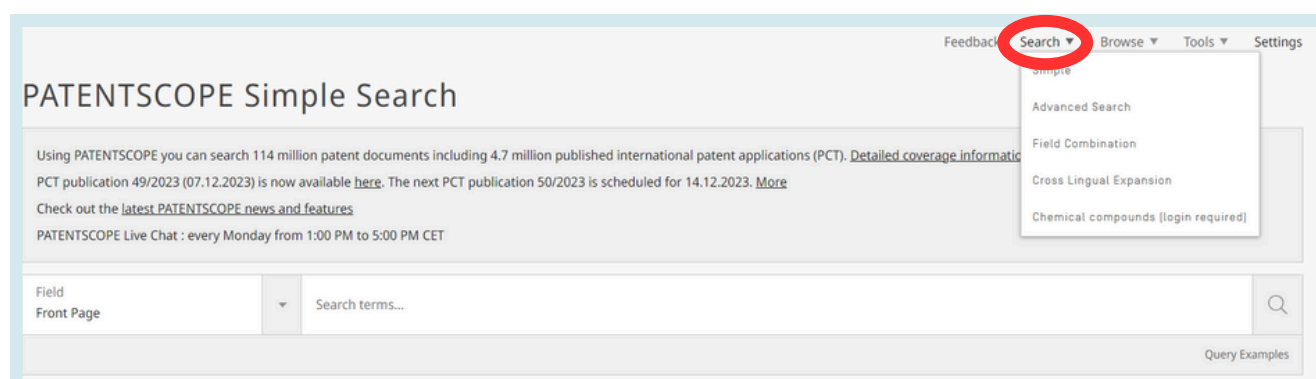 Feedback Search ▼ Browse ▼ Tools ▼ Settings
Simple
Advanced Search
Field Combination
Cross Lingual Expansion
Chemical compounds (login required)
PATENTSCOPE Simple Search
Using PATENTSCOPE you can search 114 million patent documents including 4.7 million published international patent applications (PCT). Detailed coverage informatio
PCT publication 49/2023 (07.12.2023) is now available here. The next PCT publication 50/2023 is scheduled for 14.12.2023. More
Check out the latest PATENTSCOPE news and features
PATENTSCOPE Live Chat : every Monday from 1:00 PM to 5:00 PM CET
Field
Front Page
Search terms...
Query Examples